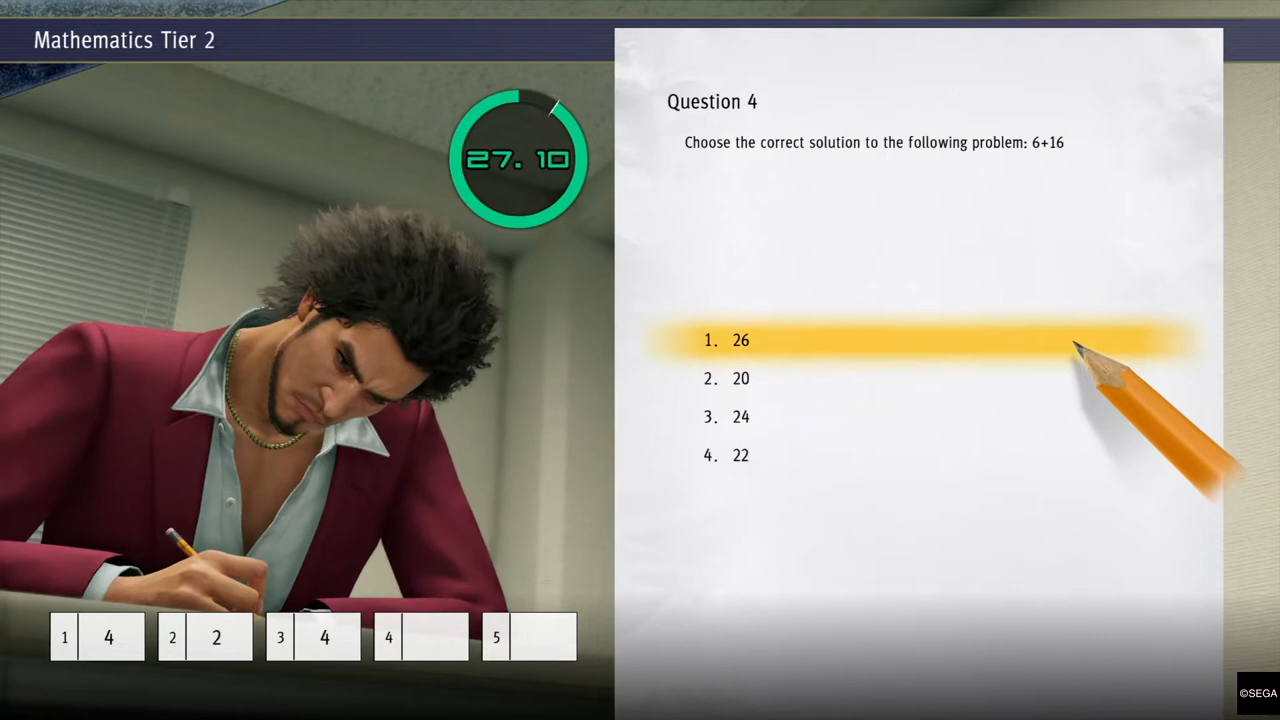 Mathematics Tier 2
27.10
Question 4
Choose the correct solution to the following problem: 6+16
1. 26
2. 20
3. 24
4. 22
1 4 2 2 3 4 4 5
©SEGA